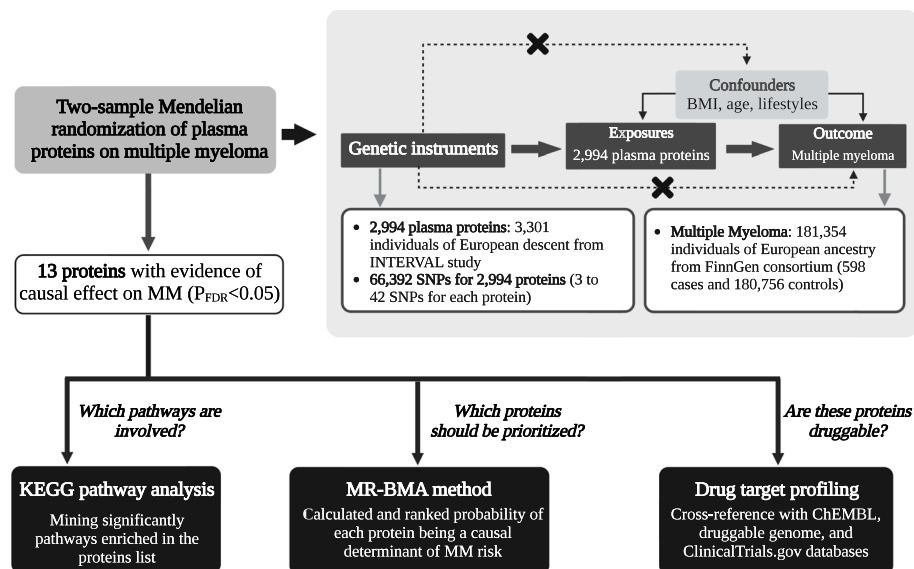 Two-sample Mendelian
randomization of plasma
proteins on multiple myeloma
Confounders
BMI, age, lifestyles
Genetic instruments
Exposures
2,994 plasma proteins
Outcome
Multiple myeloma
• 2,994 plasma proteins: 3,301
individuals of European descent from
INTERVAL study
• 66,392 SNPs for 2,994 proteins (3 to
42 SNPs for each protein)
• Multiple Myeloma: 181,354
individuals of European ancestry
from FinnGen consortium (598
cases and 180,756 controls)
13 proteins with evidence of
causal effect on MM (PFDR<0.05)
Which pathways are
involved?
Which proteins
should be prioritized?
Are these proteins
druggable?
KEGG pathway analysis
Mining significantly
pathways enriched in the
proteins list
MR-BMA method
Calculated and ranked probability of
each protein being a causal
determinant of MM risk
Drug target profiling
Cross-reference with ChEMBL,
druggable genome, and
ClinicalTrials.gov databases